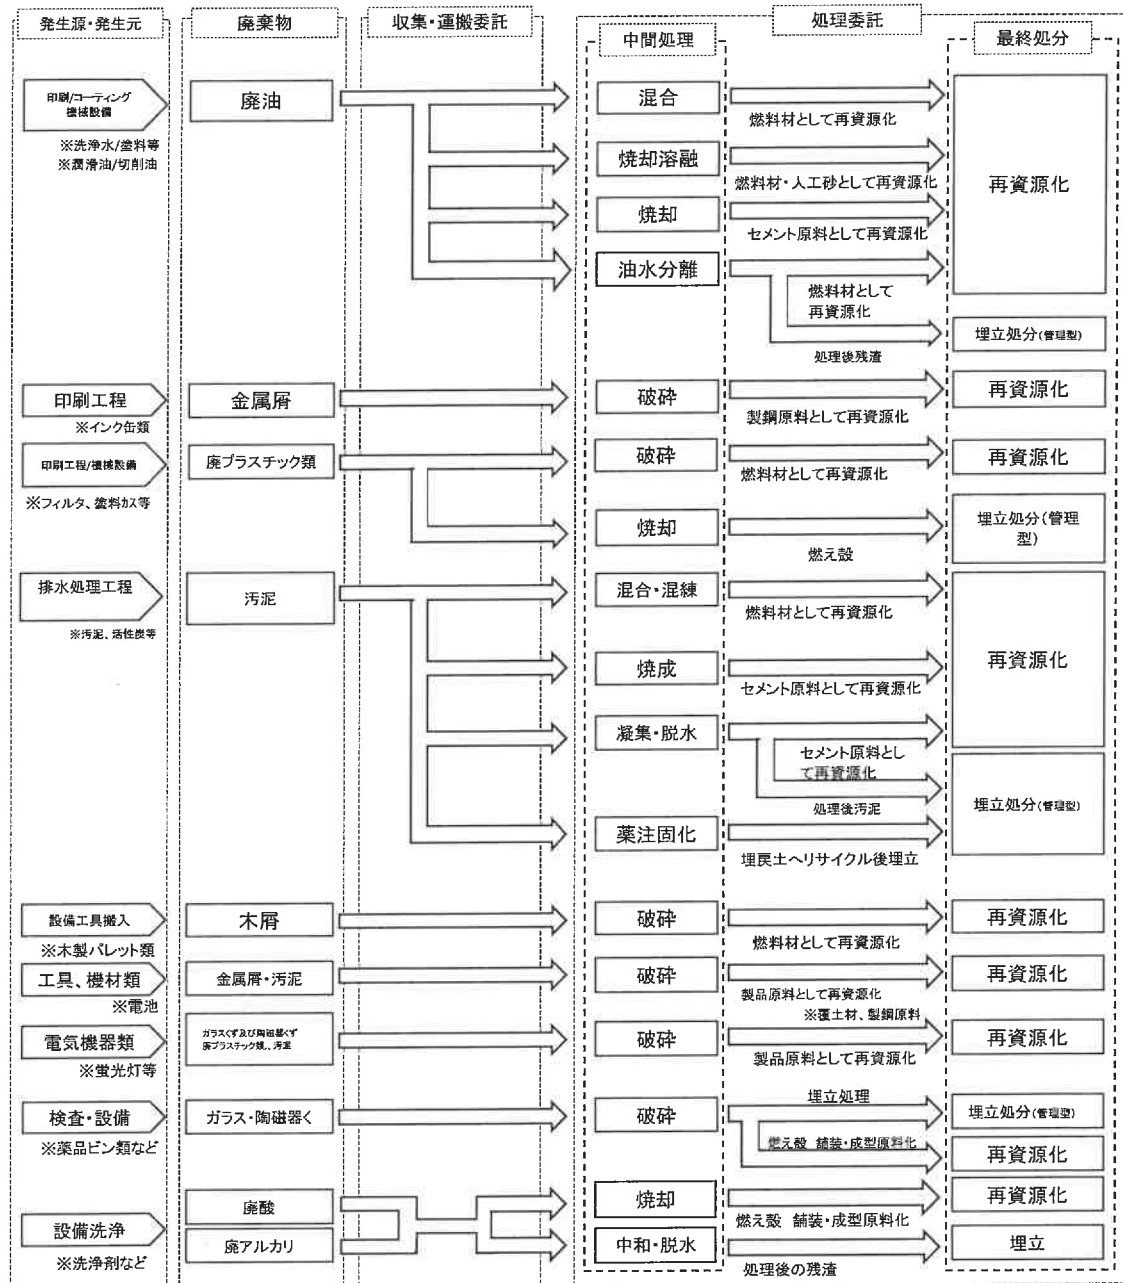 発生源・発生元
廃棄物
収集・運搬委託
処理委託
中間処理
最終処分
印刷/コーティング
機械設備
※洗浄水/塗料等
※潤滑油/切削油
廃油
混合
燃料材として再資源化
焼却溶融
燃料材・人工砂として再資源化
焼却
セメント原料として再資源化
油水分離
燃料材として
再資源化
処理後残渣
再資源化
埋立処分(管理型)
印刷工程
※インク缶類
金属屑
破砕
製鋼原料として再資源化
再資源化
印刷工程/機械設備
※フィルタ、塗料カス等
廃プラスチック類
破砕
燃料材として再資源化
再資源化
焼却
燃え殻
埋立処分(管理
型)
排水処理工程
※汚泥、活性炭等
汚泥
混合・混練
燃料材として再資源化
焼成
セメント原料として再資源化
再資源化
凝集・脱水
セメント原料とし
て再資源化
処理後汚泥
薬注固化
埋戻土へリサイクル後埋立
埋立処分(管理型)
設備工具搬入
※木製パレット類
木屑
破砕
燃料材として再資源化
再資源化
工具、機材類
※電池
金属屑・汚泥
破砕
製品原料として再資源化
※覆土材、製鋼原料
再資源化
電気機器類
※蛍光灯等
ガラスくず及び陶磁器くず
廃プラスチック類、汚泥
破砕
製品原料として再資源化
再資源化
検査・設備
※薬品ビン類など
ガラス・陶磁器く
破砕
埋立処理
埋立処分(管理型)
燃え殻 舗装・成型原料化
再資源化
設備洗浄
※洗浄剤など
廃酸
廃アルカリ
焼却
燃え殻 舗装・成型原料化
再資源化
中和・脱水
処理後の残渣
埋立